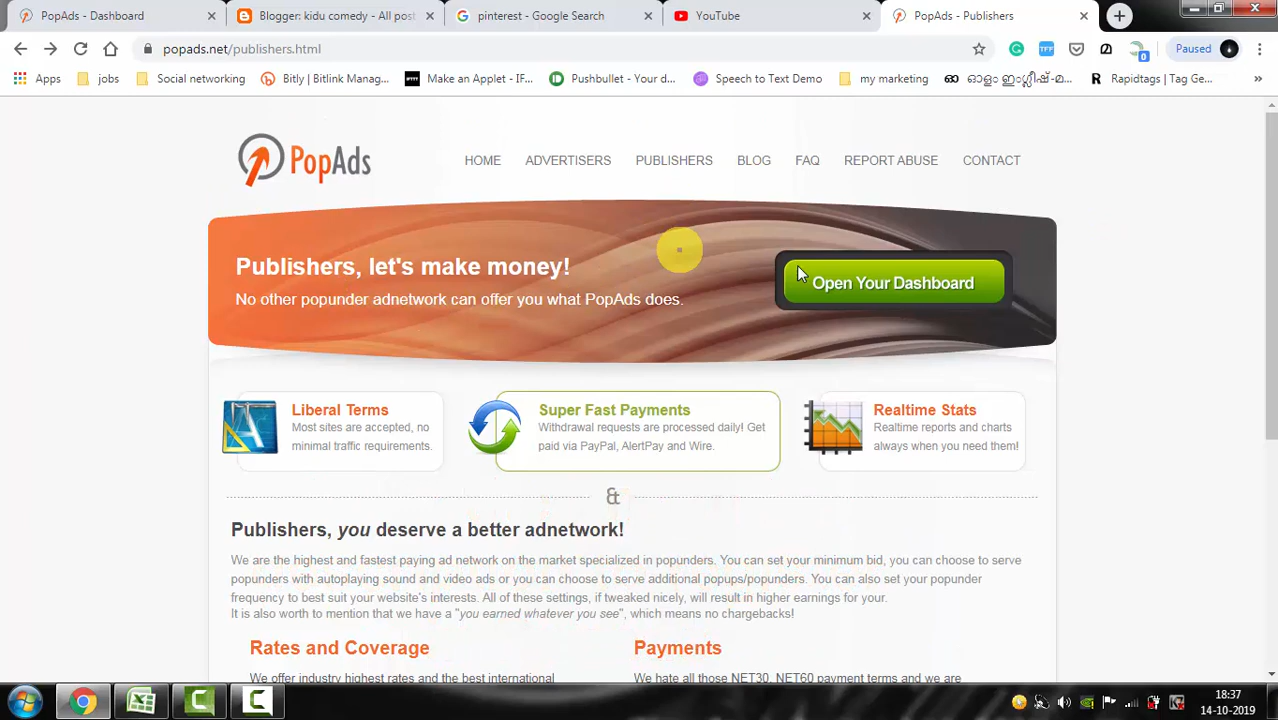 PopAds - Dashboard
Blogger: kidu comedy - All post
pinterest - Google Search
YouTube
PopAds - Publishers
popads.net/publishers.html
TFF
0
Paused
Apps
jobs
Social networking
Bitly | Bitlink Manag...
IFTTT
Make an Applet - IF...
Pushbullet - Your d...
Speech to Text Demo
my marketing
ഓളാ ഇംഗ്ലീഷ് -മ...
R
Rapidtags | Tag Ge...
»
PopAds
HOME
ADVERTISERS
PUBLISHERS
BLOG
FAQ
REPORT ABUSE
CONTACT
Publishers, let's make money!
No other popunder adnetwork can offer you what PopAds does.
Open Your Dashboard
Liberal Terms
Most sites are accepted, no
minimal traffic requirements.
Super Fast Payments
Withdrawal requests are processed daily! Get
paid via PayPal, AlertPay and Wire.
Realtime Stats
Realtime reports and charts
always when you need them!
&
Publishers, you deserve a better adnetwork!
We are the highest and fastest paying ad network on the market specialized in popunders. You can set your minimum bid, you can choose to serve
popunders with autoplaying sound and video ads or you can choose to serve additional popups/popunders. You can also set your popunder
frequency to best suit your website's interests. All of these settings, if tweaked nicely, will result in higher earnings for your.
It is also worth to mention that we have a "you earned whatever you see", which means no chargebacks!
Rates and Coverage
We offer industry highest rates and the best international
Payments
We hate all those NET30, NET60 payment terms and we are
18:37
14-10-2019